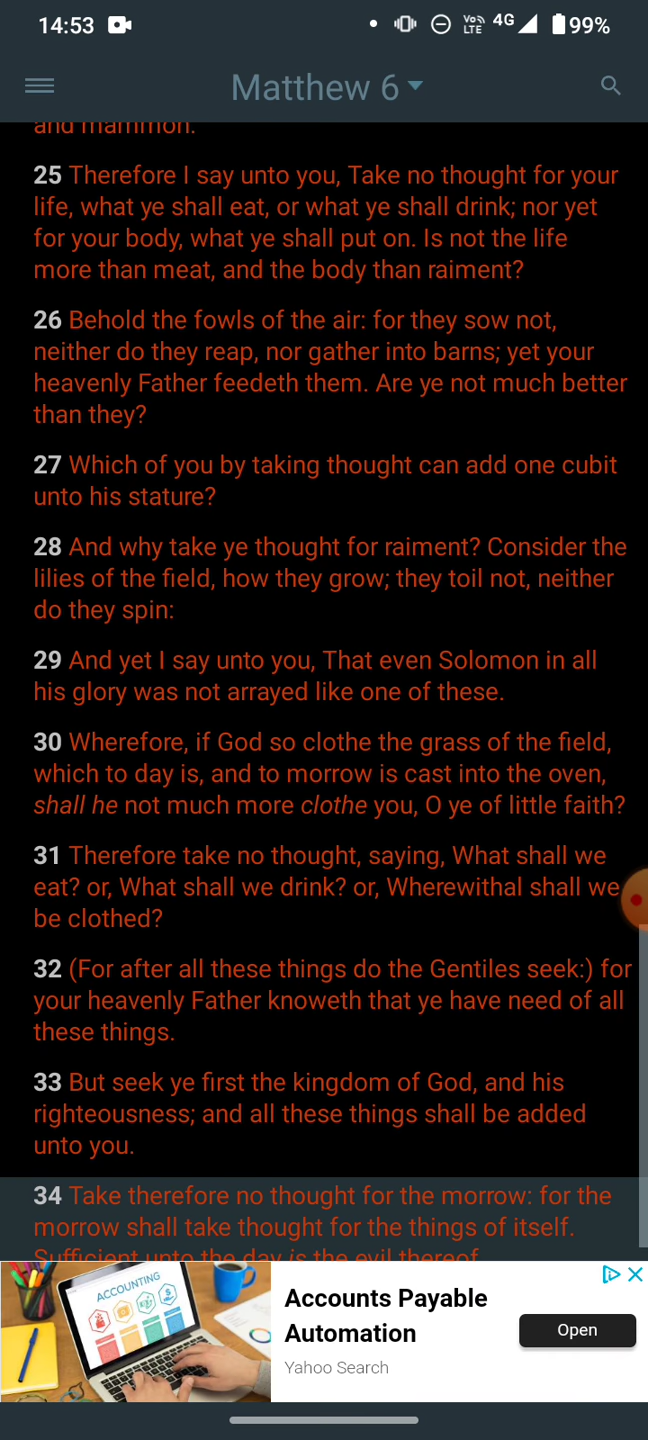 14:53
Vo)) LTE 4G 99%
Matthew 6
and mammon.
25 Therefore I say unto you, Take no thought for your
life, what ye shall eat, or what ye shall drink; nor yet
for your body, what ye shall put on. Is not the life
more than meat, and the body than raiment?
26 Behold the fowls of the air: for they sow not,
neither do they reap, nor gather into barns; yet your
heavenly Father feedeth them. Are ye not much better
than they?
27 Which of you by taking thought can add one cubit
unto his stature?
28 And why take ye thought for raiment? Consider the
lilies of the field, how they grow; they toil not, neither
do they spin:
29 And yet I say unto you, That even Solomon in all
his glory was not arrayed like one of these.
30 Wherefore, if God so clothe the grass of the field,
which to day is, and to morrow is cast into the oven,
shall he not much more clothe you, O ye of little faith?
31 Therefore take no thought, saying, What shall we
eat? or, What shall we drink? or, Wherewithal shall we
be clothed?
32 (For after all these things do the Gentiles seek:) for
your heavenly Father knoweth that ye have need of all
these things.
33 But seek ye first the kingdom of God, and his
righteousness; and all these things shall be added
unto you.
34 Take therefore no thought for the morrow: for the
morrow shall take thought for the things of itself.
Sufficient unto the day is the evil thereof.
ACCOUNTING
Accounts Payable
Automation
Yahoo Search
Open